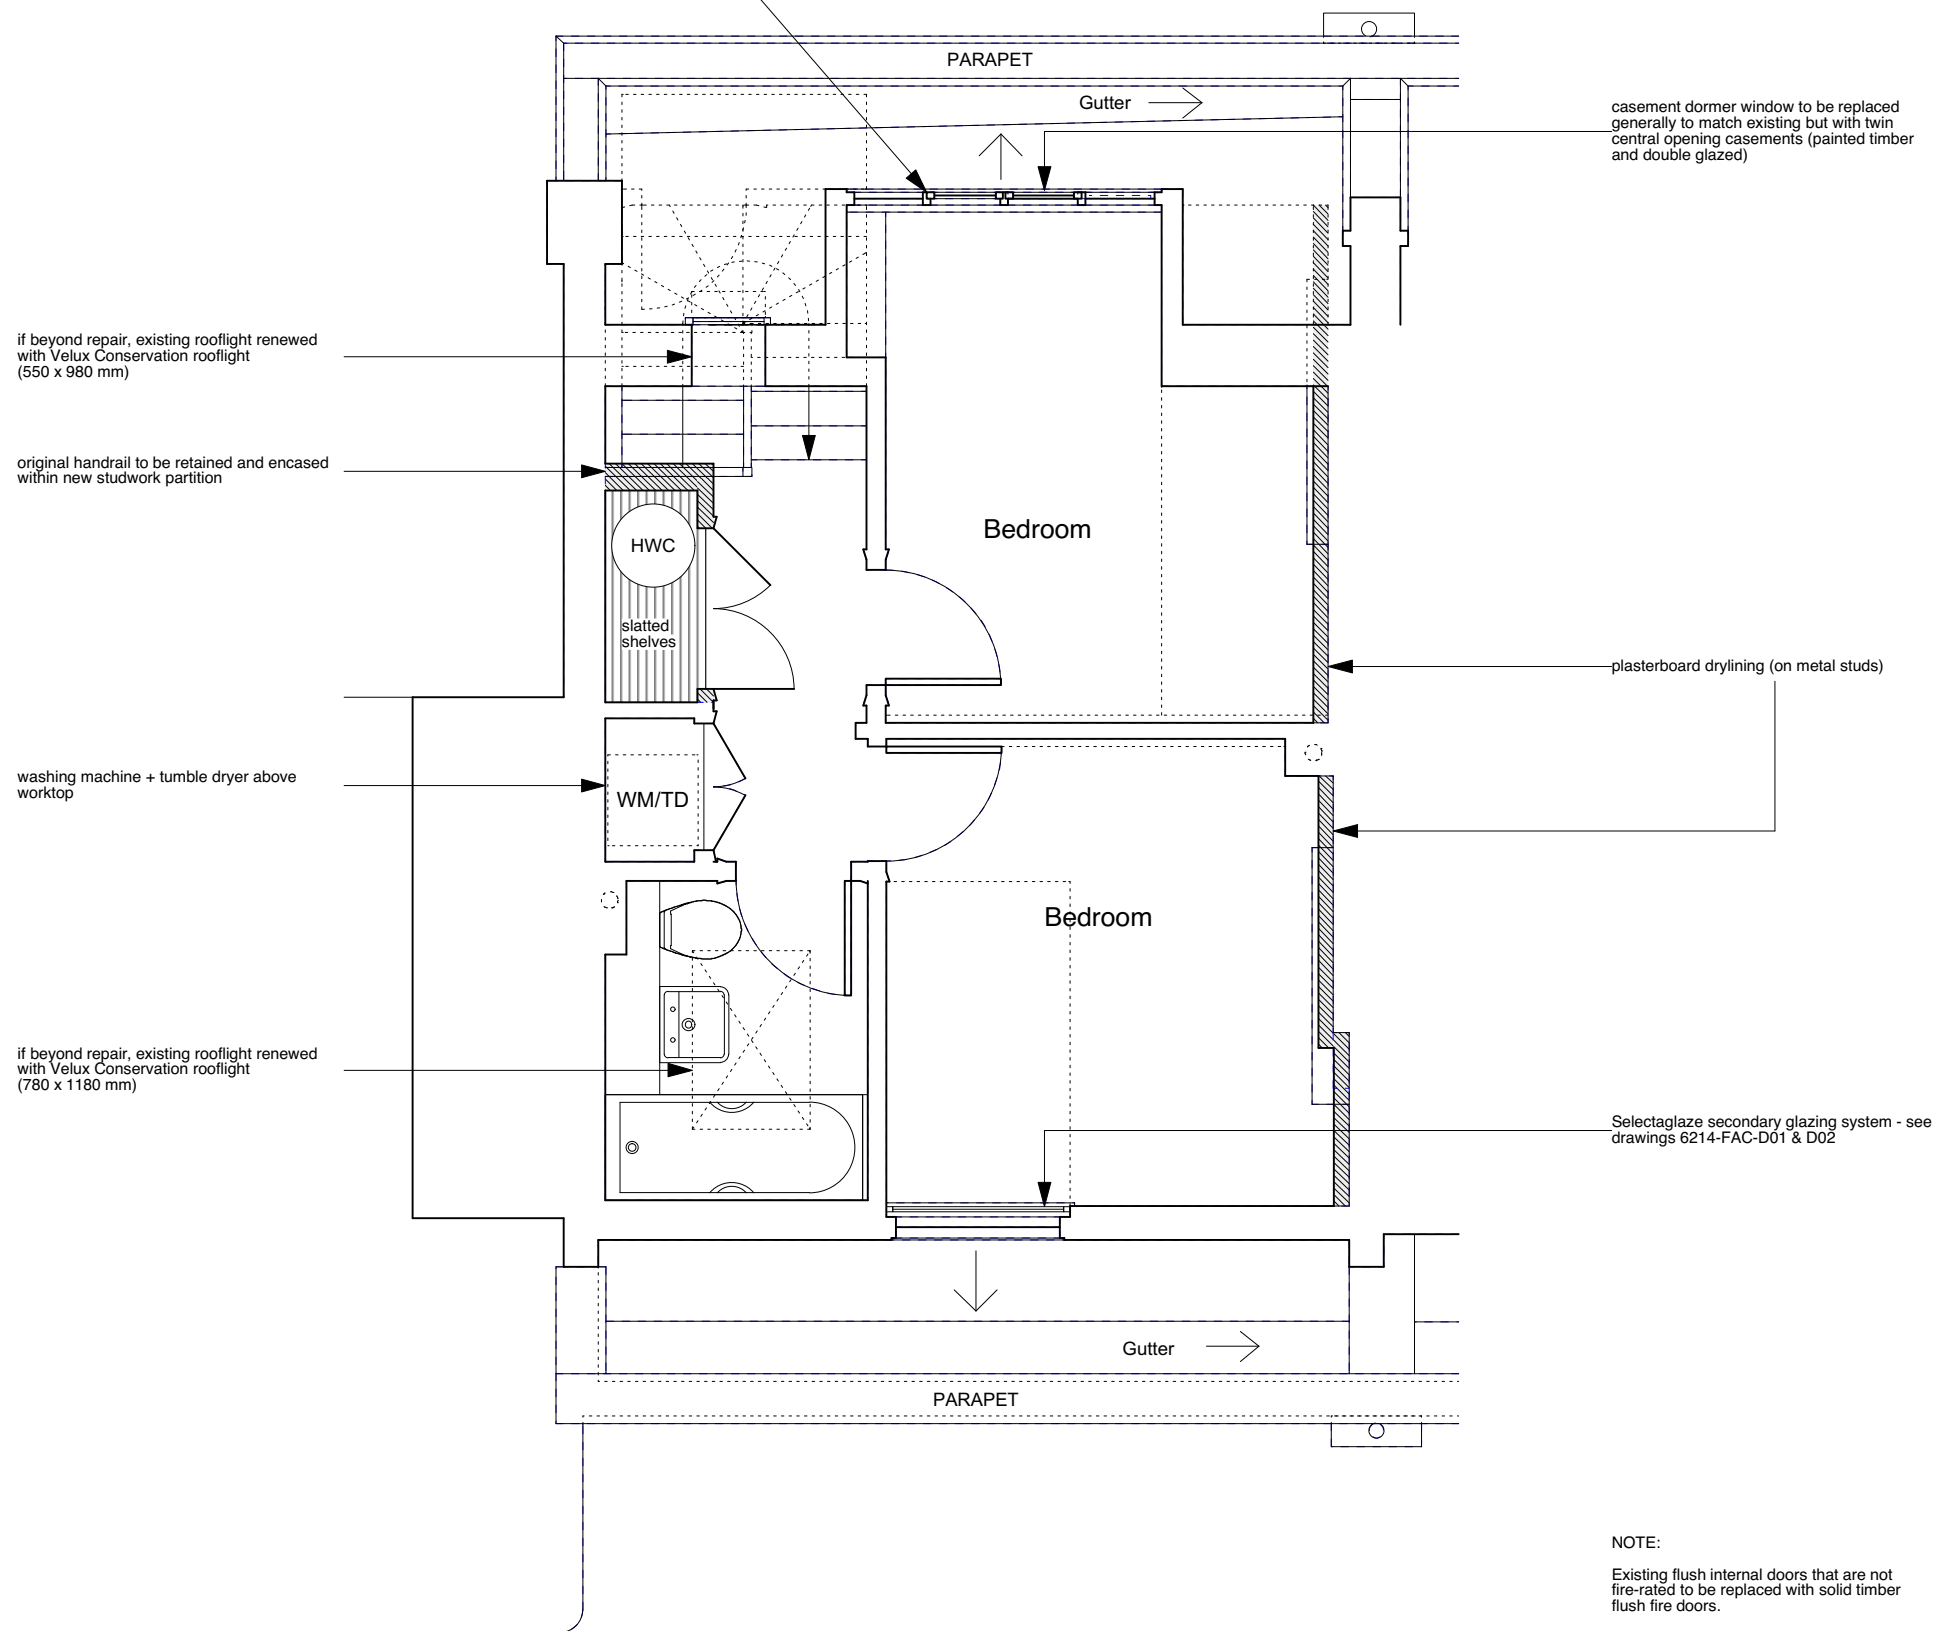 PARAPET
Gutter
casement dormer window to be replaced
generally to match existing but with twin
central opening casements (painted timber
and double glazed)
if beyond repair, existing rooflight renewed
with Velux Conservation rooflight
(550 x 980 mm)
original handrail to be retained and encased
within new studwork partition
HWC
slatted
shelves
Bedroom
plasterboard drylining (on metal studs)
washing machine + tumble dryer above
worktop
WM/TD
Bedroom
if beyond repair, existing rooflight renewed
with Velux Conservation rooflight
(780 x 1180 mm)
Selectaglaze secondary glazing system - see
drawings 6214-FAC-D01 & D02
Gutter
PARAPET
NOTE:
Existing flush internal doors that are not
fire-rated to be replaced with solid timber
flush fire doors.